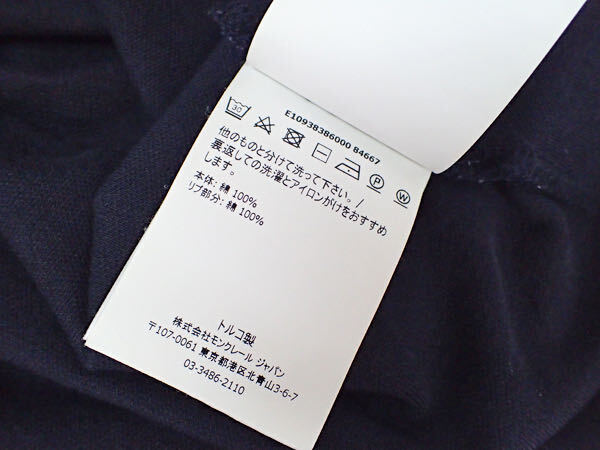 E10938386000 84667
30
P
W
他のものと分けて洗って下さい。/
裏返しての洗濯とアイロンがけをおすすめ
します。
本体: 綿 100%
リブ部分: 綿 100%
トルコ製
株式会社モンクレール ジャパン
〒107-0061 東京都港区北青山3-6-7
03-3486-2110